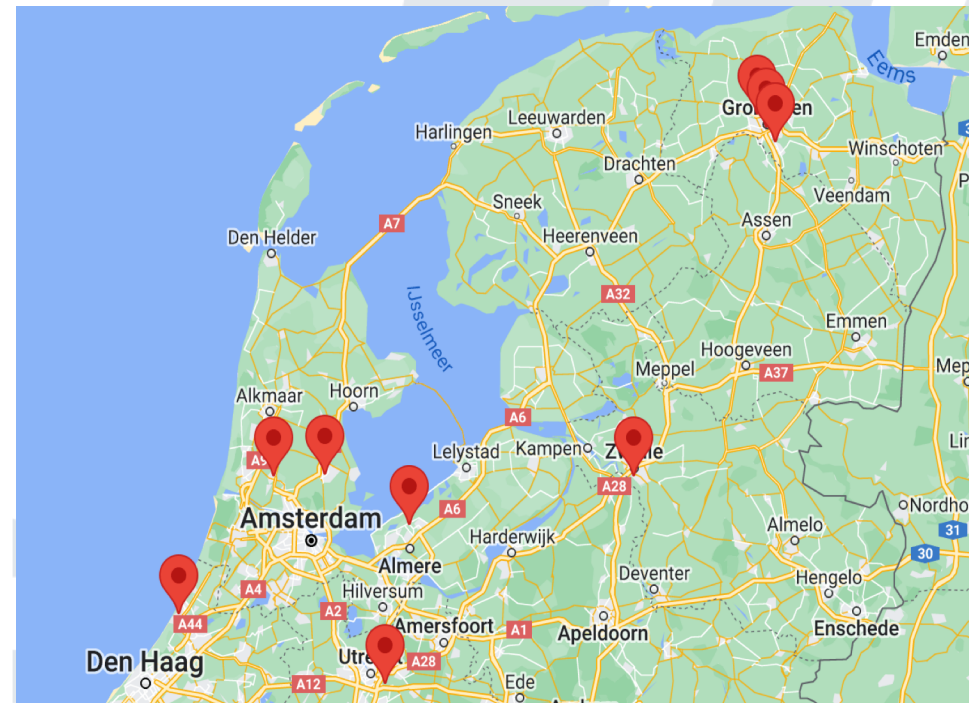 Emden
Eems
Leeuwarden
Harlingen
Winschoten
Drachten
Veendam
Sneek
A7
Assen
Den Helder
Heerenveen
IJsselmeer
A32
Emmen
Hoogeveen
Meppel
A37
Mep
Alkmaar
Hoorn
A6
Lelystad
Kampen
Lin
A28
A6
Nordho
Amsterdam
Almelo
31
Harderwijk
30
Almere
Deventer
Hengelo
A4
Hilversum
A2
A44
Amersfoort
A1
Apeldoorn
Enschede
Den Haag
A28
A12
Ede